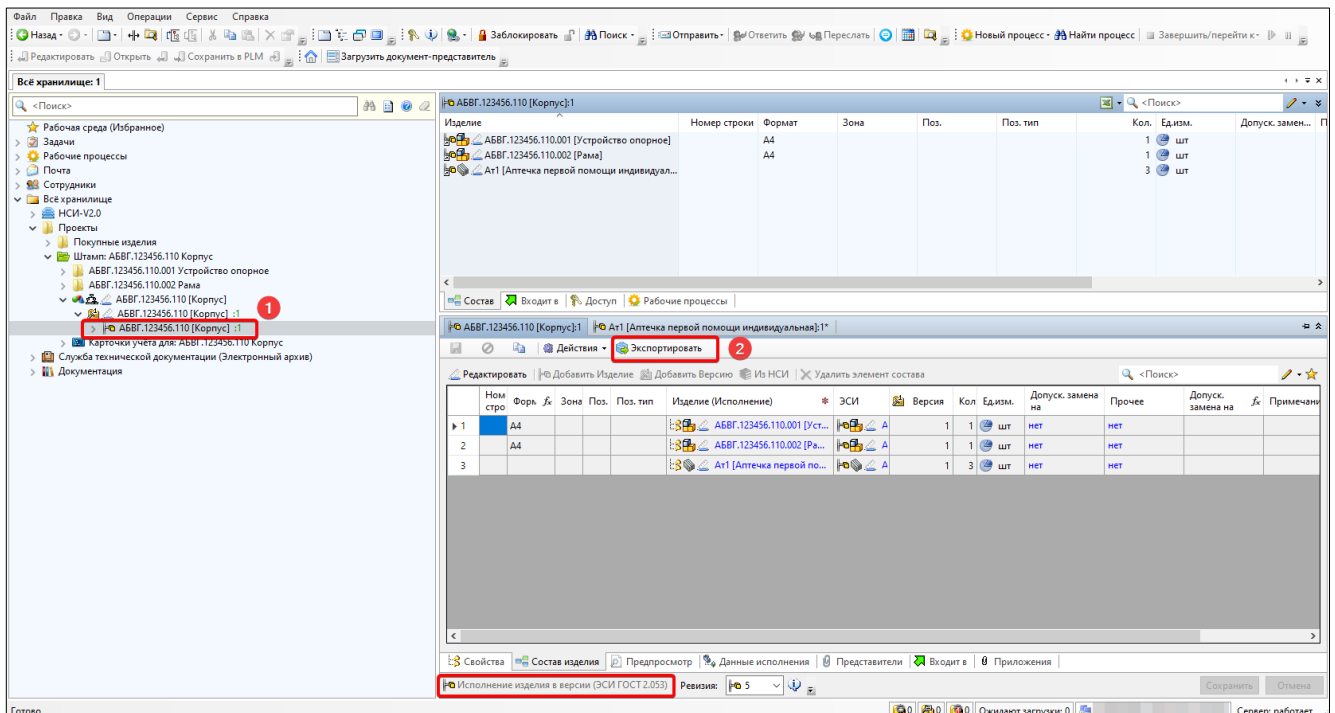 Файл Правка Вид Операции Сервис Справка
Назад Заблокировать Поиск Отправить Ответить Переслать Новый процесс Найти процесс Завершить/перейти к
Редактировать Открыть Сохранить в PLM Загрузить документ-представитель
Всё хранилище: 1
<Поиск>
Рабочая среда (Избранное)
Задачи
Рабочие процессы
Почта
Сотрудники
Всё хранилище
НСИ-V2.0
Проекты
Покупные изделия
Штамп: АБВГ.123456.110 Корпус
АБВГ.123456.110.001 Устройство опорное
АБВГ.123456.110.002 Рама
АБВГ.123456.110 [Корпус]
АБВГ.123456.110 [Корпус] :1
1
АБВГ.123456.110 [Корпус] :1
Карточки учета для: АБВГ.123456.110 Корпус
Служба технической документации (Электронный архив)
Документация
АБВГ.123456.110 [Корпус]:1 <Поиск>
Изделие Номер строки Формат Зона Поз. Поз. тип Кол. Ед.изм. Допуск. замен... П
АБВГ.123456.110.001 [Устройство опорное] А4 1 шт
АБВГ.123456.110.002 [Рама] А4 1 шт
Ат1 [Аптечка первой помощи индивидуал... 3 шт
Состав Входит в Доступ Рабочие процессы
АБВГ.123456.110 [Корпус]:1 Ат1 [Аптечка первой помощи индивидуальная]:1*
Действия Экспортировать 2
Редактировать Добавить Изделие Добавить Версию Из НСИ Удалить элемент состава <Поиск>
Ном стро Форм fx Зона Поз. Поз. тип Изделие (Исполнение) * ЭСИ Версия Кол Ед.изм. Допуск. замена на Прочее Допуск. замена на fx Примечани
1 А4 АБВГ.123456.110.001 [Уст... А 1 1 шт нет нет
2 А4 АБВГ.123456.110.002 [Ра... А 1 1 шт нет нет
3 Ат1 [Аптечка первой по... А 1 3 шт нет нет
Свойства Состав изделия Предпросмотр Данные исполнения Представители Входит в Приложения
Исполнение изделия в версии (ЭСИ ГОСТ 2.053) Ревизия: 5 Сохранить Отмена
Готово 0 0 0 Ожидают загрузки: 0 Сервер: работает